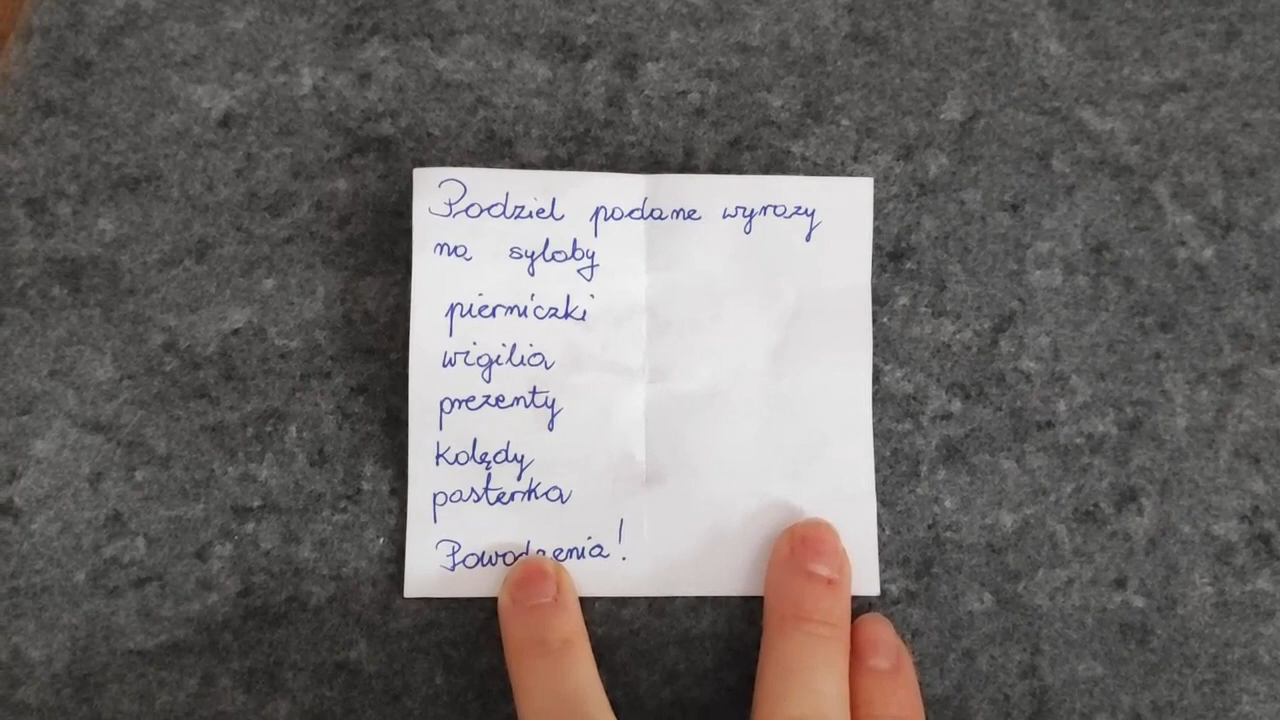 Podziel podane wyrazy
na sylaby
pierniczki
wigilia
prezenty
kolędy
pasterka
Powodzenia!